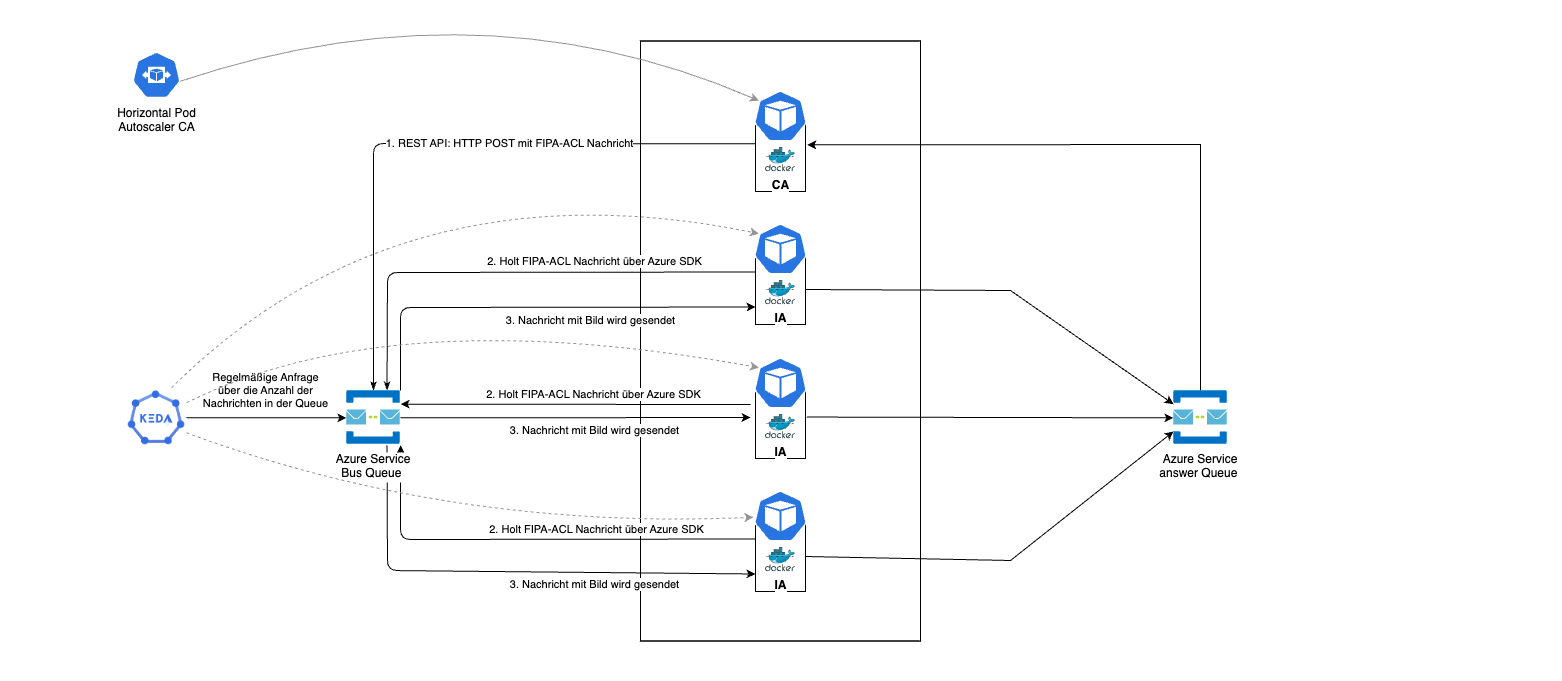 Horizontal Pod
Autoscaler CA
1. REST API: HTTP POST mit FIPA-ACL Nachricht
docker
CA
2. Holt FIPA-ACL Nachricht über Azure SDK
docker
3. Nachricht mit Bild wird gesendet
IA
Regelmäßige Anfrage
über die Anzahl der
Nachrichten in der Queue
KEDA
2. Holt FIPA-ACL Nachricht über Azure SDK
3. Nachricht mit Bild wird gesendet
docker
IA
Azure Service
Bus Queue
Azure Service
answer Queue
2. Holt FIPA-ACL Nachricht über Azure SDK
docker
3. Nachricht mit Bild wird gesendet
IA